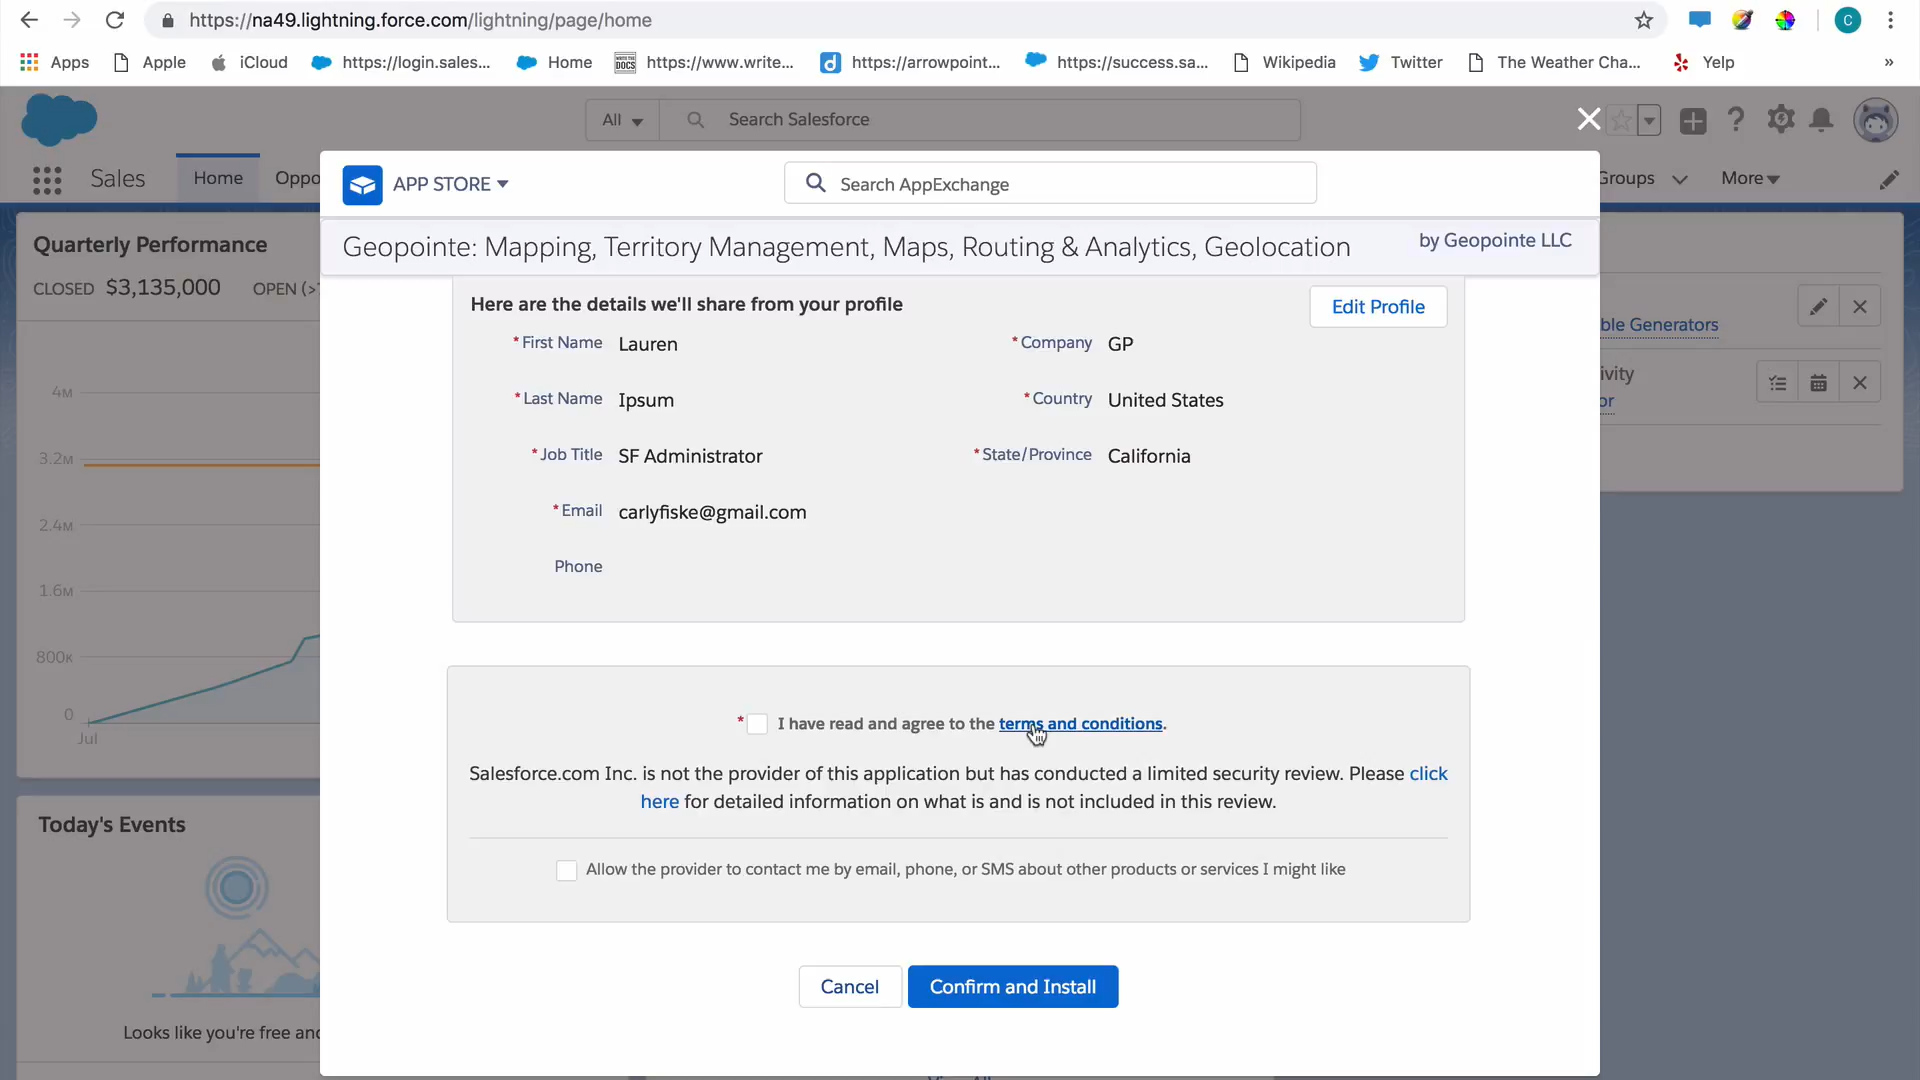 https://na49.lightning.force.com/lightning/page/home
C
Apps Apple iCloud https://login.sales... Home https://www.write... d https://arrowpoint... https://success.sa... Wikipedia Twitter The Weather Cha... Yelp »
All Search Salesforce
Sales Home Oppo Groups More
APP STORE Search AppExchange
Geopointe: Mapping, Territory Management, Maps, Routing & Analytics, Geolocation by Geopointe LLC
Quarterly Performance
CLOSED $3,135,000 OPEN (>
Here are the details we'll share from your profile Edit Profile
*First Name Lauren *Company GP
*Last Name Ipsum *Country United States
*Job Title SF Administrator *State/Province California
*Email carlyfiske@gmail.com
Phone
ble Generators
ivity
or
4M
3.2M
2.4M
1.6M
800K
0
Jul
* I have read and agree to the terms and conditions.
Salesforce.com Inc. is not the provider of this application but has conducted a limited security review. Please click
here for detailed information on what is and is not included in this review.
Allow the provider to contact me by email, phone, or SMS about other products or services I might like
Cancel Confirm and Install
Today's Events
Looks like you're free and